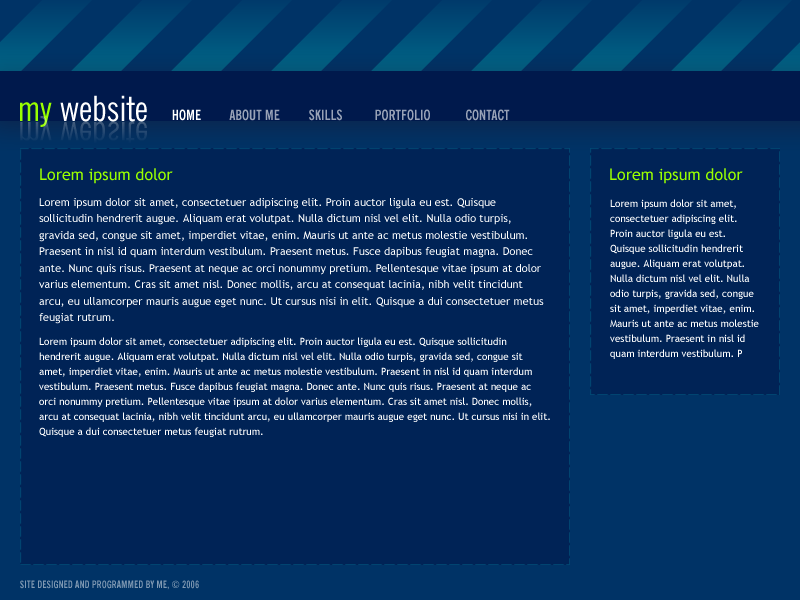 my website
HOME ABOUT ME SKILLS PORTFOLIO CONTACT
Lorem ipsum dolor
Lorem ipsum dolor sit amet, consectetuer adipiscing elit. Proin auctor ligula eu est. Quisque
sollicitudin hendrerit augue. Aliquam erat volutpat. Nulla dictum nisl vel elit. Nulla odio turpis,
gravida sed, congue sit amet, imperdiet vitae, enim. Mauris ut ante ac metus molestie vestibulum.
Praesent in nisl id quam interdum vestibulum. Praesent metus. Fusce dapibus feugiat magna. Donec
ante. Nunc quis risus. Praesent at neque ac orci nonummy pretium. Pellentesque vitae ipsum at dolor
varius elementum. Cras sit amet nisl. Donec mollis, arcu at consequat lacinia, nibh velit tincidunt
arcu, eu ullamcorper mauris augue eget nunc. Ut cursus nisi in elit. Quisque a dui consectetuer metus
feugiat rutrum.
Lorem ipsum dolor sit amet, consectetuer adipiscing elit. Proin auctor ligula eu est. Quisque sollicitudin
hendrerit augue. Aliquam erat volutpat. Nulla dictum nisl vel elit. Nulla odio turpis, gravida sed, congue sit
amet, imperdiet vitae, enim. Mauris ut ante ac metus molestie vestibulum. Praesent in nisl id quam interdum
vestibulum. Praesent metus. Fusce dapibus feugiat magna. Donec ante. Nunc quis risus. Praesent at neque ac
orci nonummy pretium. Pellentesque vitae ipsum at dolor varius elementum. Cras sit amet nisl. Donec mollis,
arcu at consequat lacinia, nibh velit tincidunt arcu, eu ullamcorper mauris augue eget nunc. Ut cursus nisi in elit.
Quisque a dui consectetuer metus feugiat rutrum.
Lorem ipsum dolor
Lorem ipsum dolor sit amet,
consectetuer adipiscing elit.
Proin auctor ligula eu est.
Quisque sollicitudin hendrerit
augue. Aliquam erat volutpat.
Nulla dictum nisl vel elit. Nulla
odio turpis, gravida sed, congue
sit amet, imperdiet vitae, enim.
Mauris ut ante ac metus molestie
vestibulum. Praesent in nisl id
quam interdum vestibulum. P
SITE DESIGNED AND PROGRAMMED BY ME, © 2006